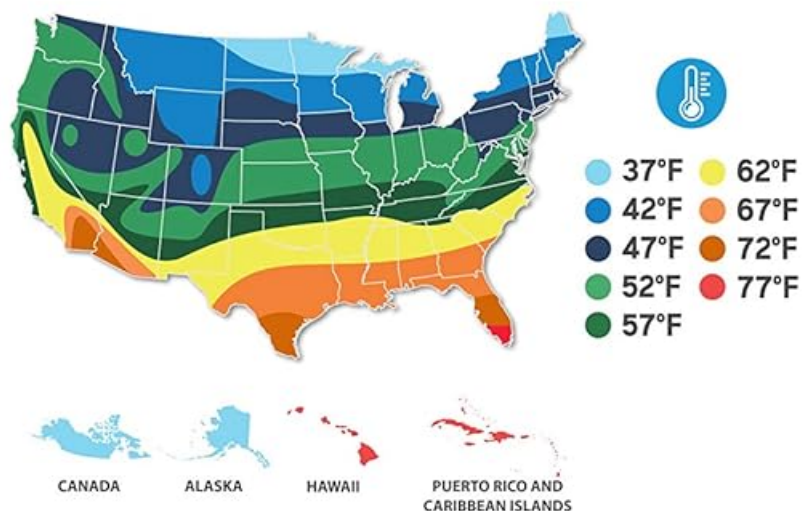 37°F
42°F
47°F
52°F
57°F
62°F
67°F
72°F
77°F
CANADA
ALASKA
HAWAII
PUERTO RICO AND
CARIBBEAN ISLANDS